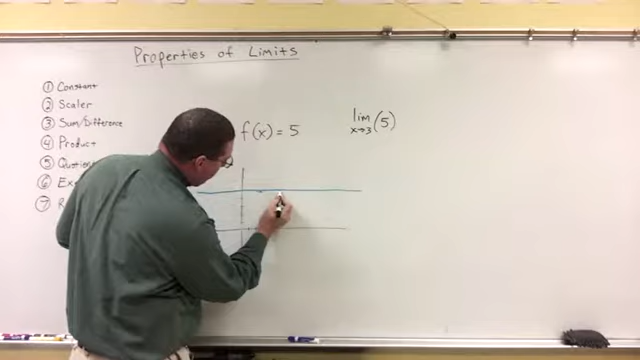 Properties of Limits
① Constant
② Scaler
③ Sum/Difference
④ Product
⑤
⑥
⑦
f(x) = 5
lim (5)
x→3